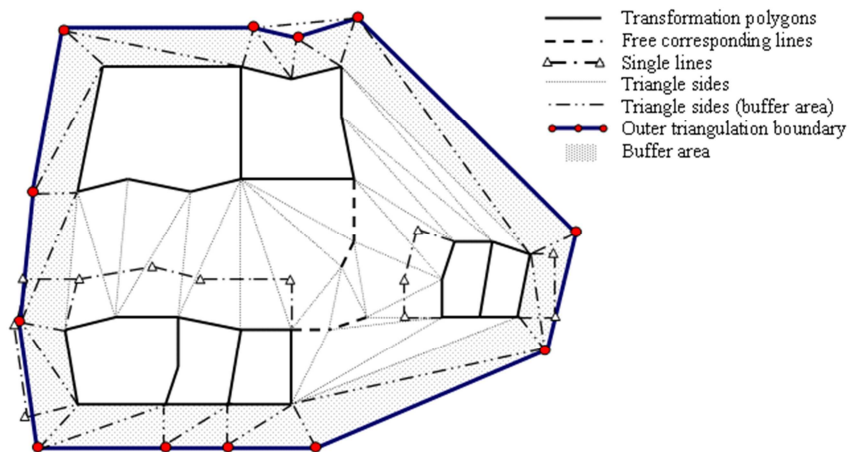 Transformation polygons
Free corresponding lines
Single lines
Triangle sides
Triangle sides (buffer area)
Outer triangulation boundary
Buffer area